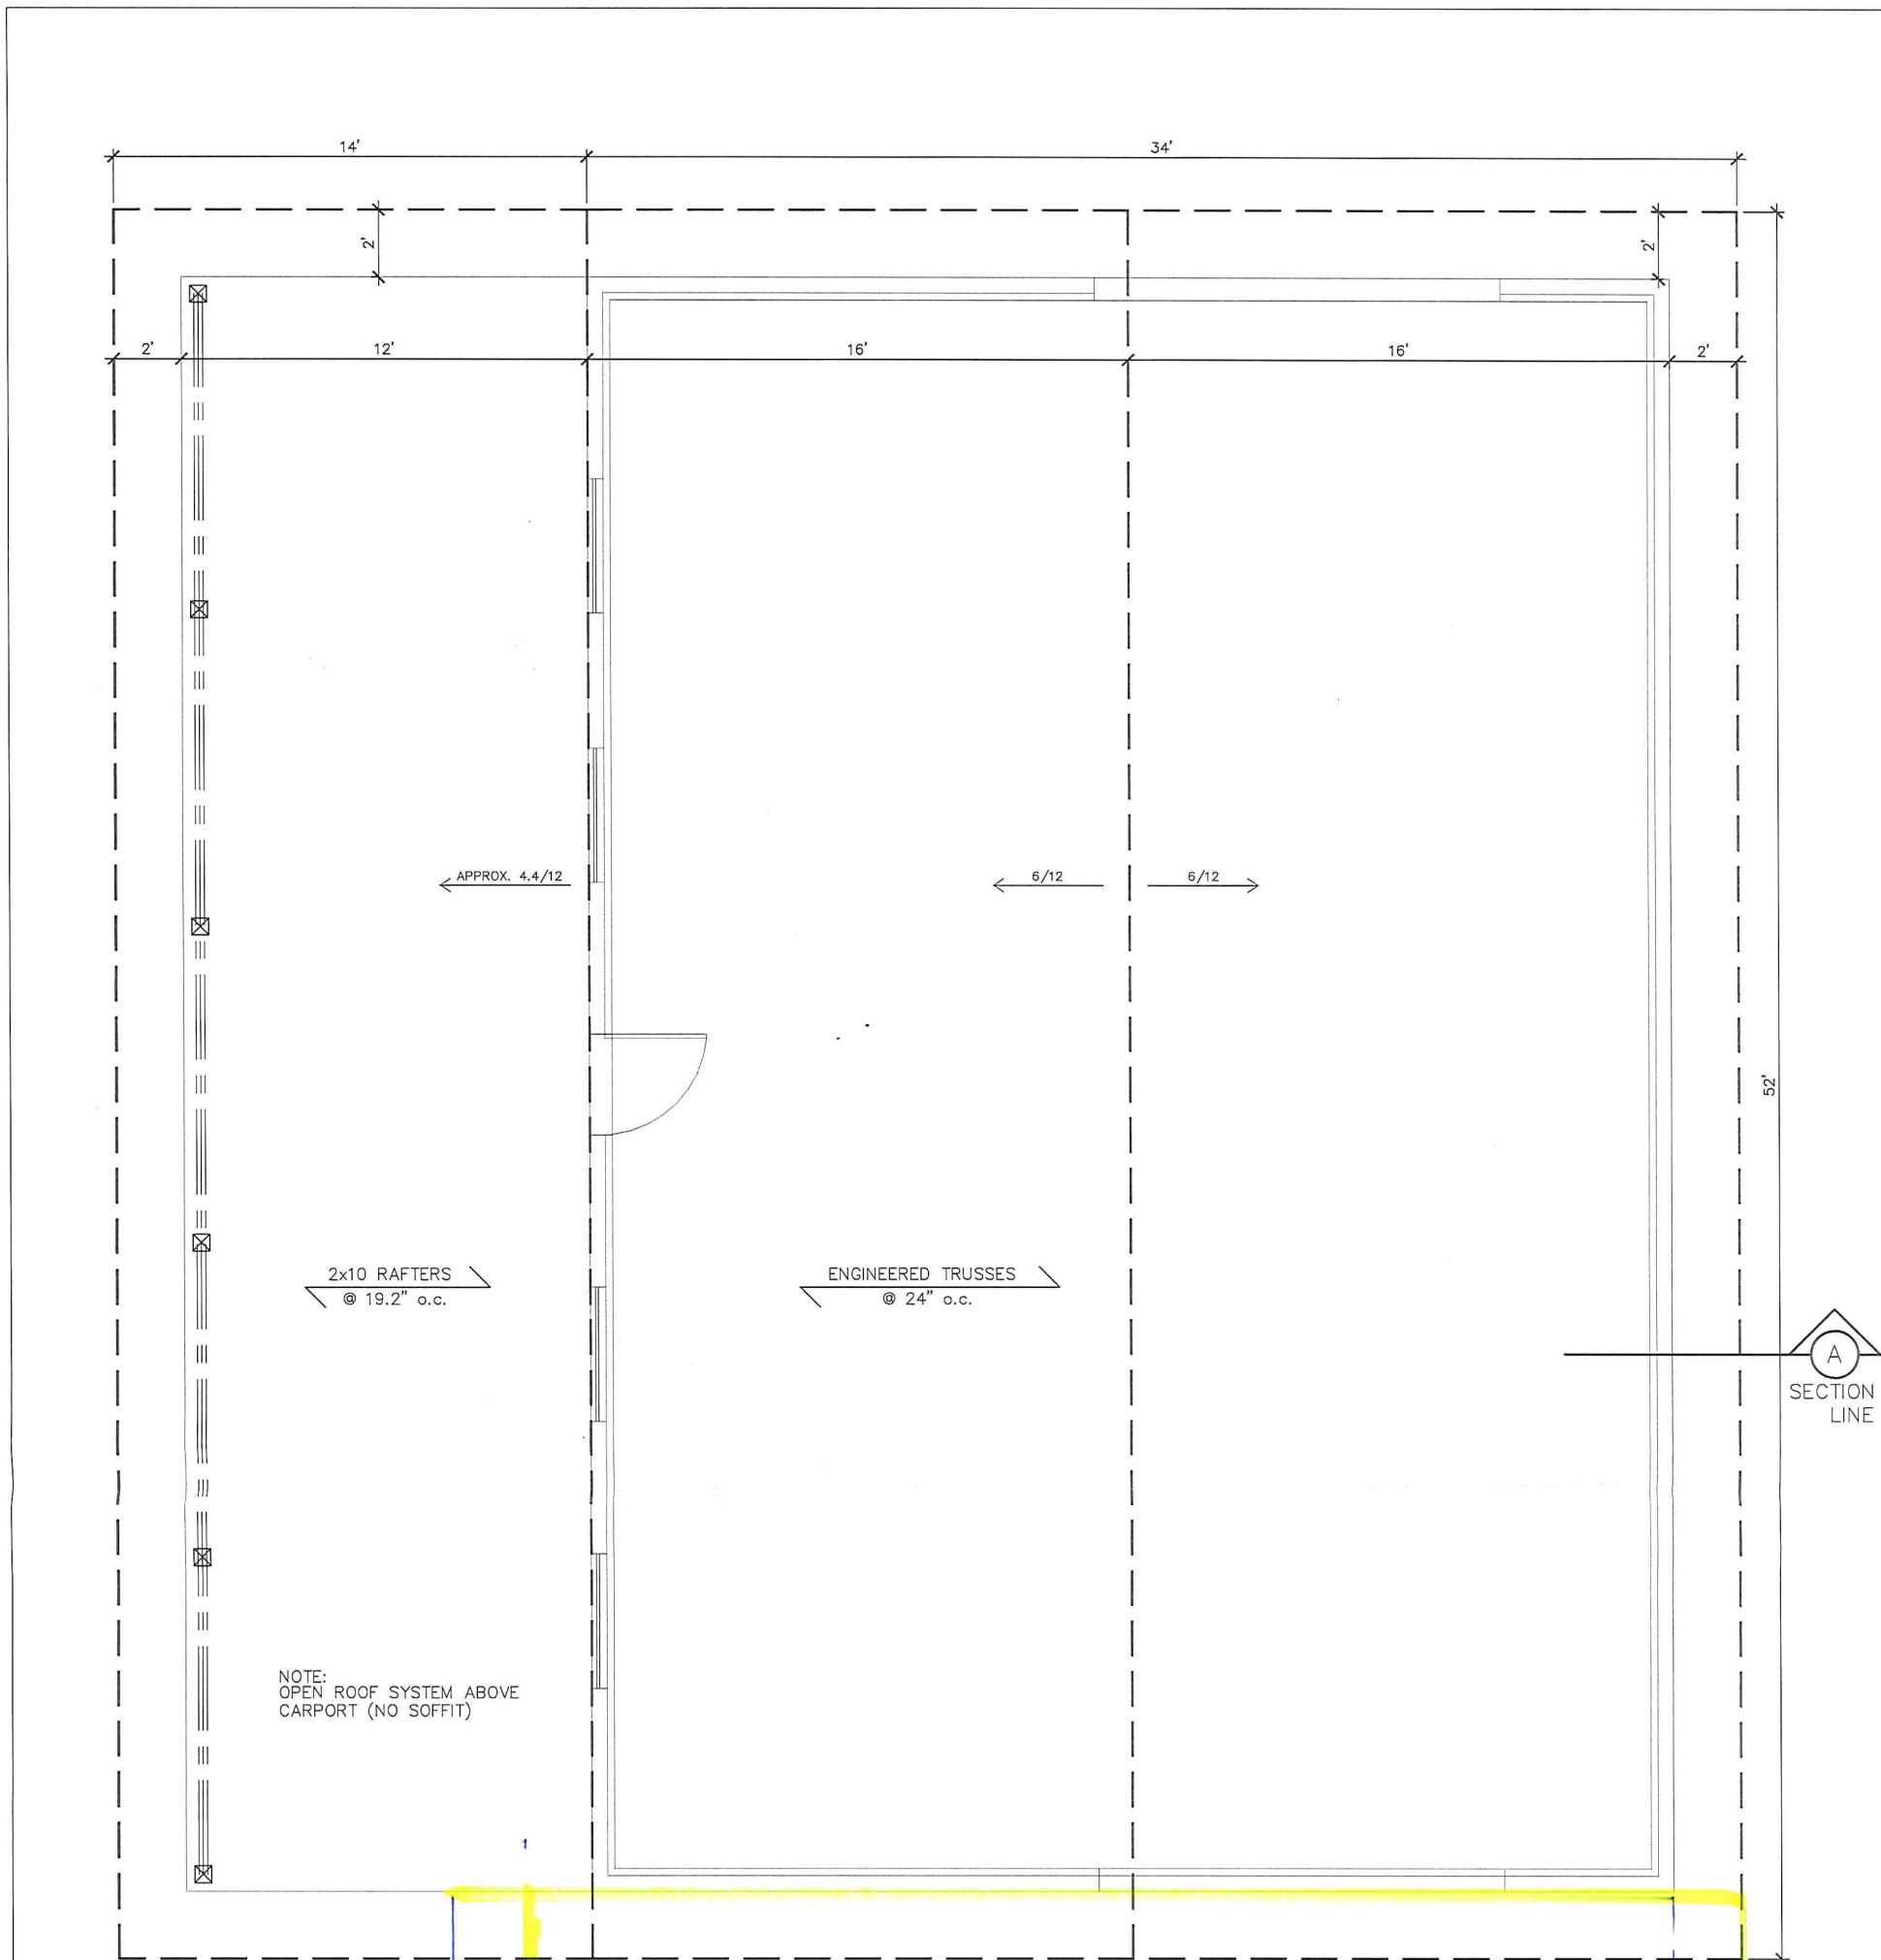 14'
34'
2'
2'
2'
12'
16'
16'
2'
APPROX. 4.4/12
6/12
6/12
52'
2x10 RAFTERS
@ 19.2" o.c.
ENGINEERED TRUSSES
@ 24" o.c.
A
SECTION
LINE
NOTE:
OPEN ROOF SYSTEM ABOVE
CARPORT (NO SOFFIT)
1